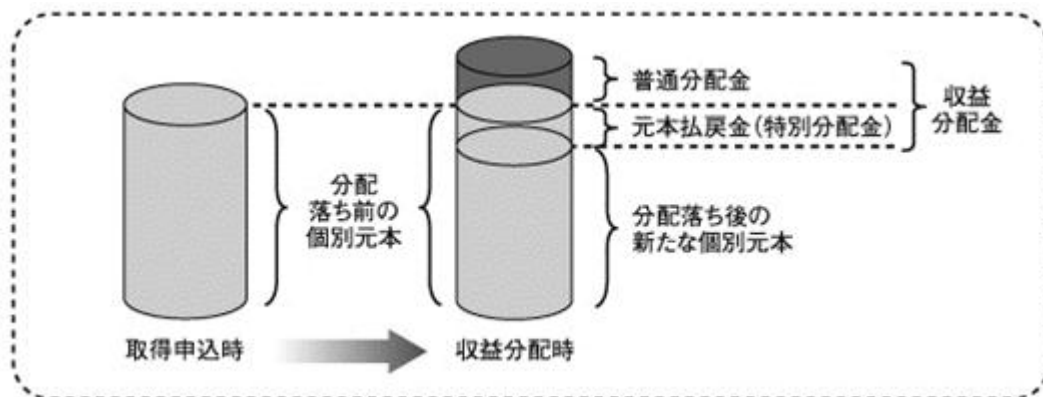 普通分配金
元本払戻金(特別分配金)
収益
分配金
分配
落ち前の
個別元本
分配落ち後の
新たな個別元本
取得申込時
収益分配時